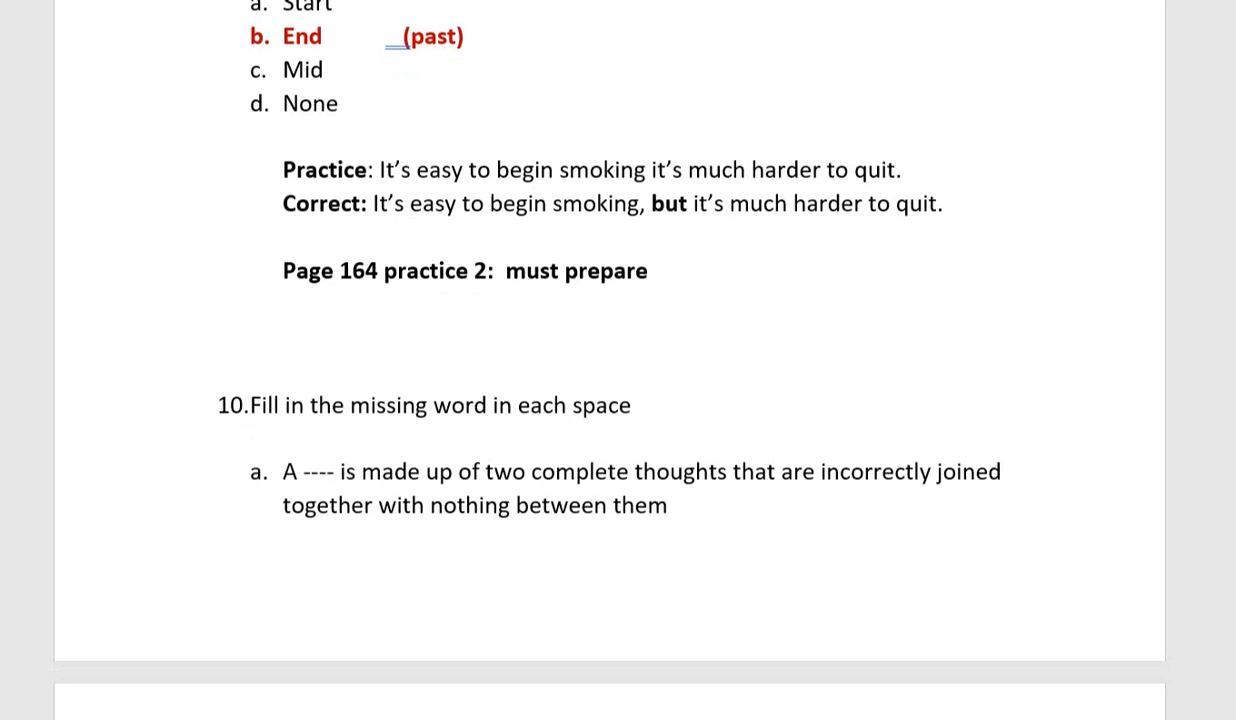 a. Start
b. End __(past)
c. Mid
d. None
Practice: It’s easy to begin smoking it’s much harder to quit.
Correct: It’s easy to begin smoking, but it’s much harder to quit.
Page 164 practice 2: must prepare
10.Fill in the missing word in each space
a. A ---- is made up of two complete thoughts that are incorrectly joined
together with nothing between them